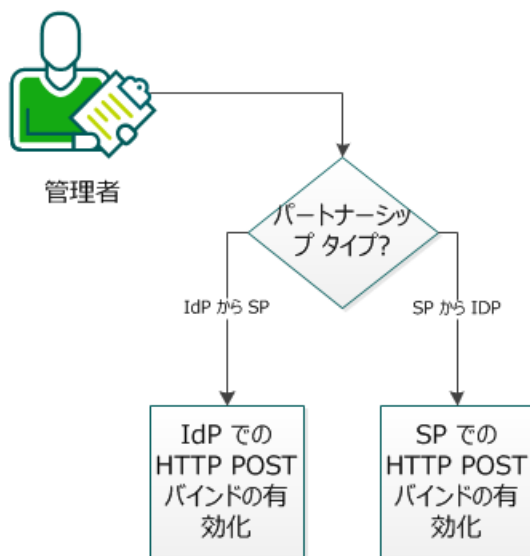 管理者
パートナーシッ
プ タイプ?
IdP から SP
SP から IDP
IdP での
HTTP POST
バインドの有
効化
SP での
HTTP POST
バインドの有
効化